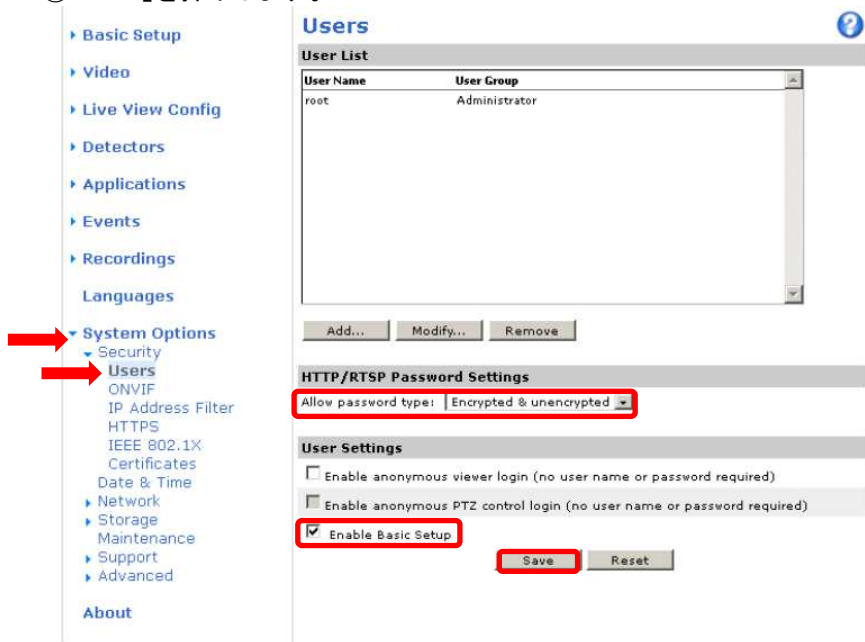 Basic Setup
Video
Live View Config
Detectors
Applications
Events
Recordings
Languages
System Options
Security
Users
ONVIF
IP Address Filter
HTTPS
IEEE 802.1X
Certificates
Date & Time
Network
Storage
Maintenance
Support
Advanced
About
Users
User List
User Name User Group
root Administrator
Add... Modify... Remove
HTTP/RTSP Password Settings
Allow password type: Encrypted & unencrypted
User Settings
Enable anonymous viewer login (no user name or password required)
Enable anonymous PTZ control login (no user name or password required)
Enable Basic Setup
Save Reset